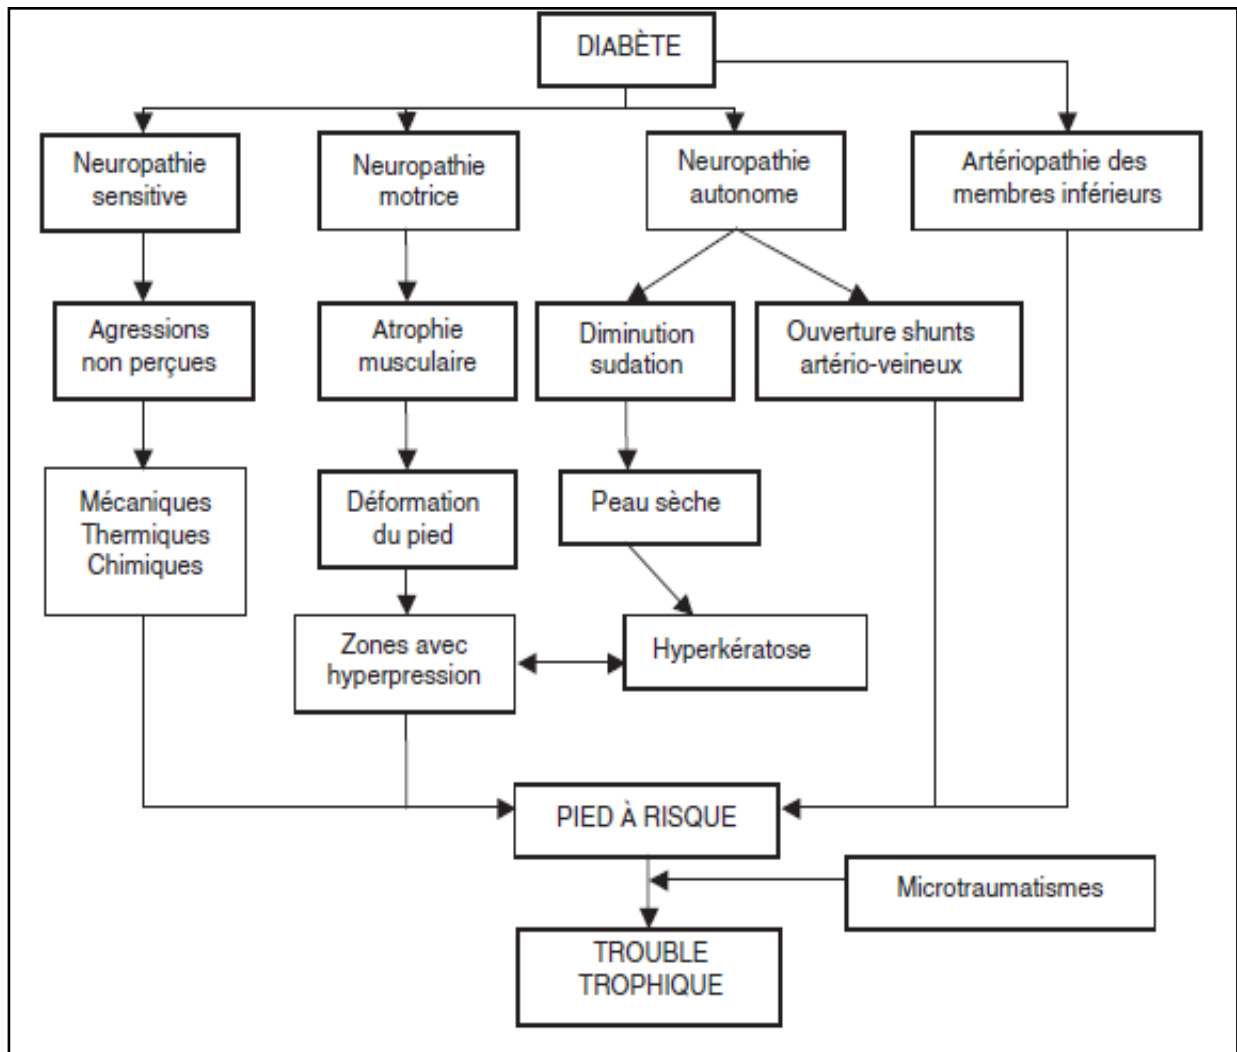 DIABÈTE
Neuropathie
sensitive
Neuropathie
motrice
Neuropathie
autonome
Artériopathie des
membres inférieurs
Agressions
non perçues
Atrophie
musculaire
Diminution
sudation
Ouverture shunts
artério-veineux
Mécaniques
Thermiques
Chimiques
Déformation
du pied
Peau sèche
Zones avec
hyperpression
Hyperkératose
PIED À RISQUE
Microtraumatismes
TROUBLE
TROPHIQUE